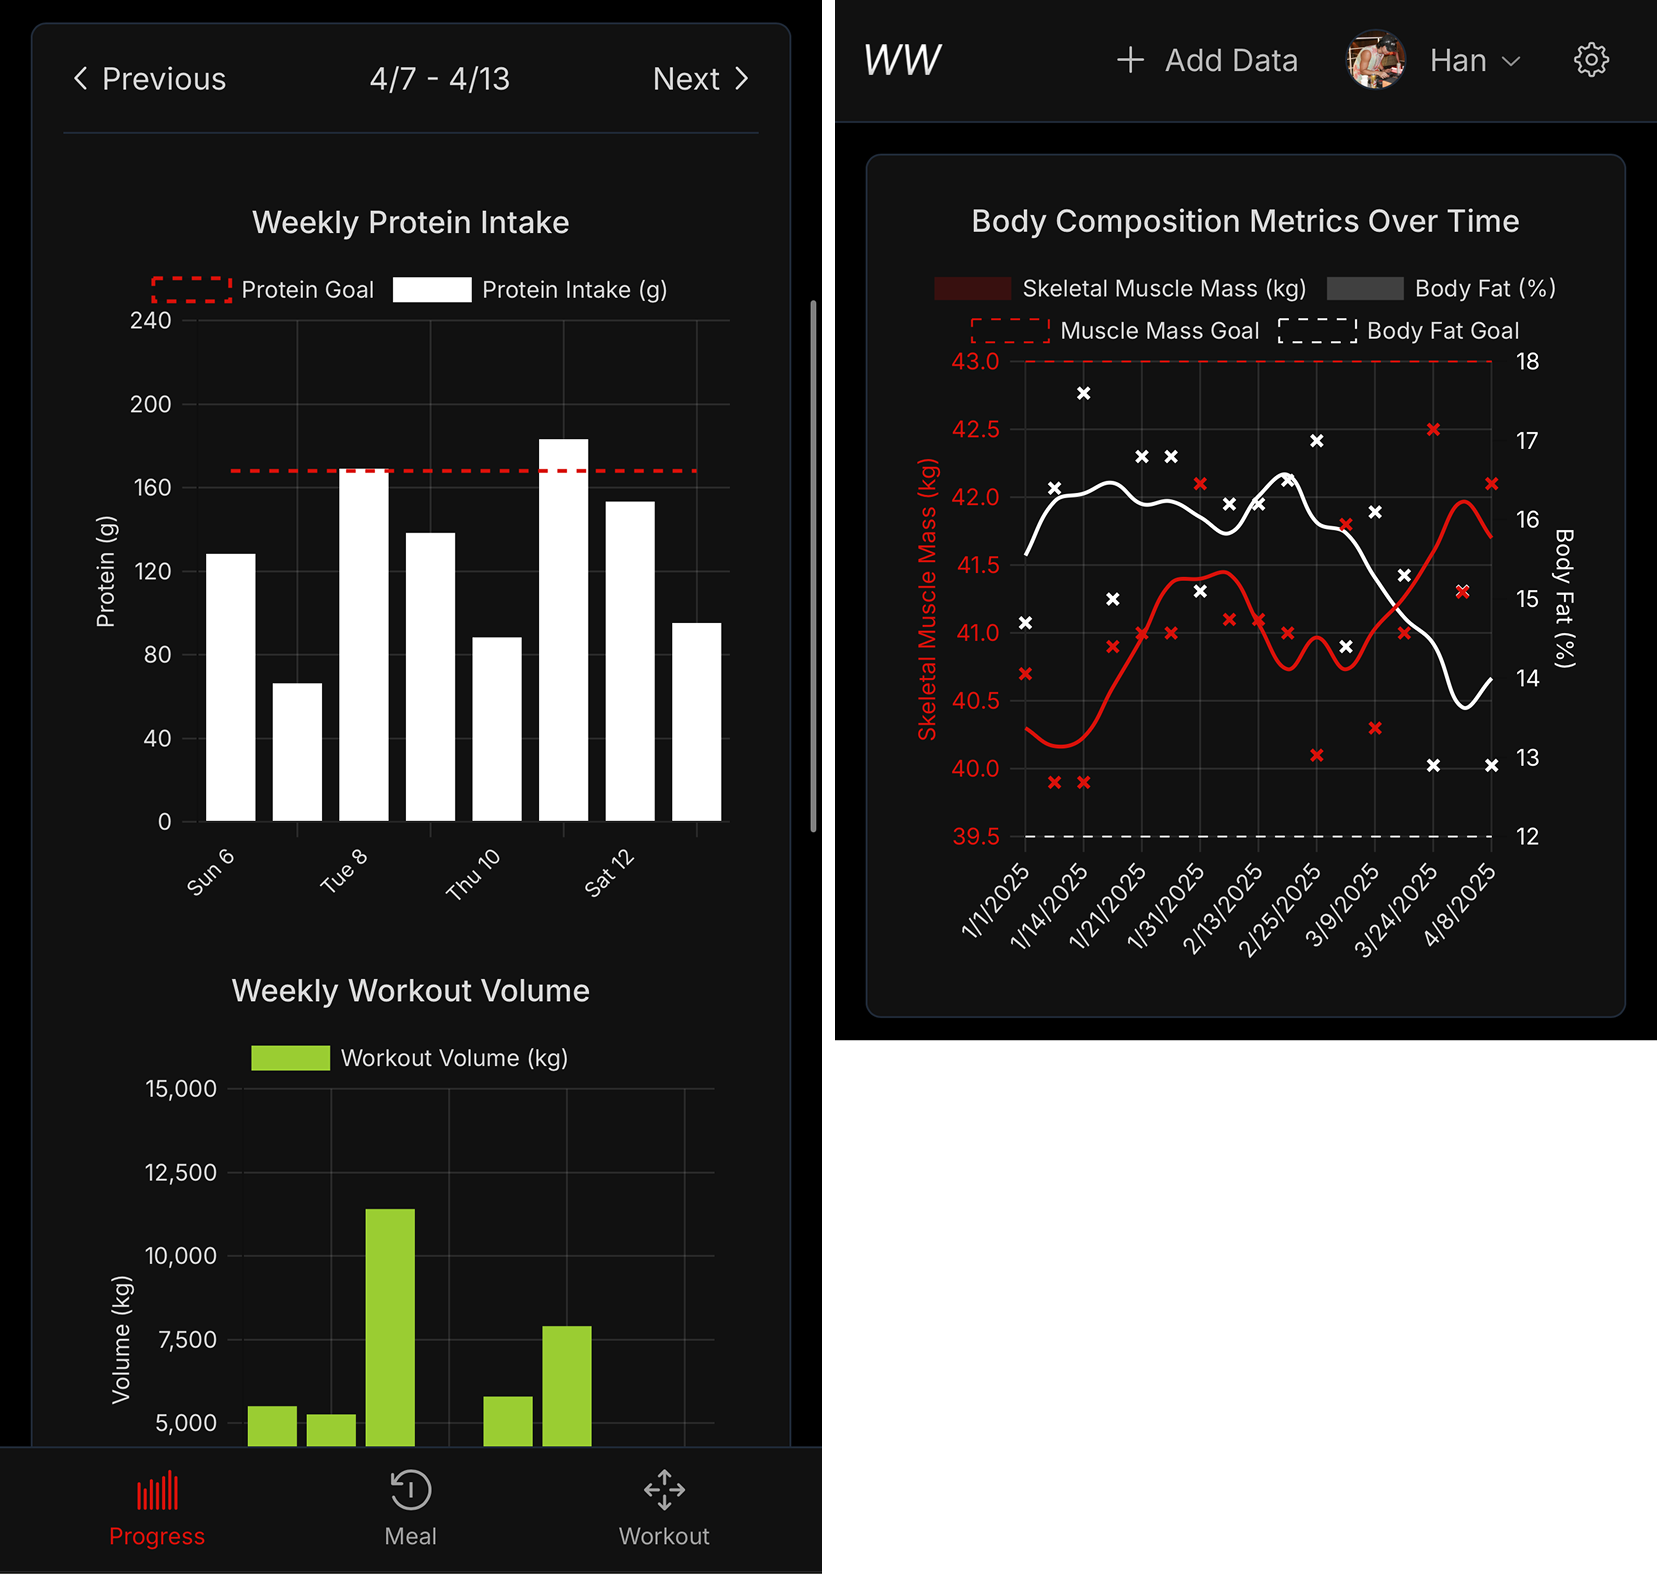 Previous
4/7 - 4/13
Next
Weekly Protein Intake
Protein Goal
Protein Intake (g)
240
200
160
120
80
40
0
Protein (g)
Sun 6
Tue 8
Thu 10
Sat 12
Weekly Workout Volume
Workout Volume (kg)
15,000
12,500
10,000
7,500
5,000
Volume (kg)
Progress
Meal
Workout
WW
Add Data
Han
Body Composition Metrics Over Time
Skeletal Muscle Mass (kg)
Body Fat (%)
Muscle Mass Goal
Body Fat Goal
43.0
42.5
42.0
41.5
41.0
40.5
40.0
39.5
Skeletal Muscle Mass (kg)
18
17
16
15
14
13
12
Body Fat (%)
1/1/2025
1/14/2025
1/21/2025
1/31/2025
2/13/2025
2/25/2025
3/9/2025
3/24/2025
4/8/2025